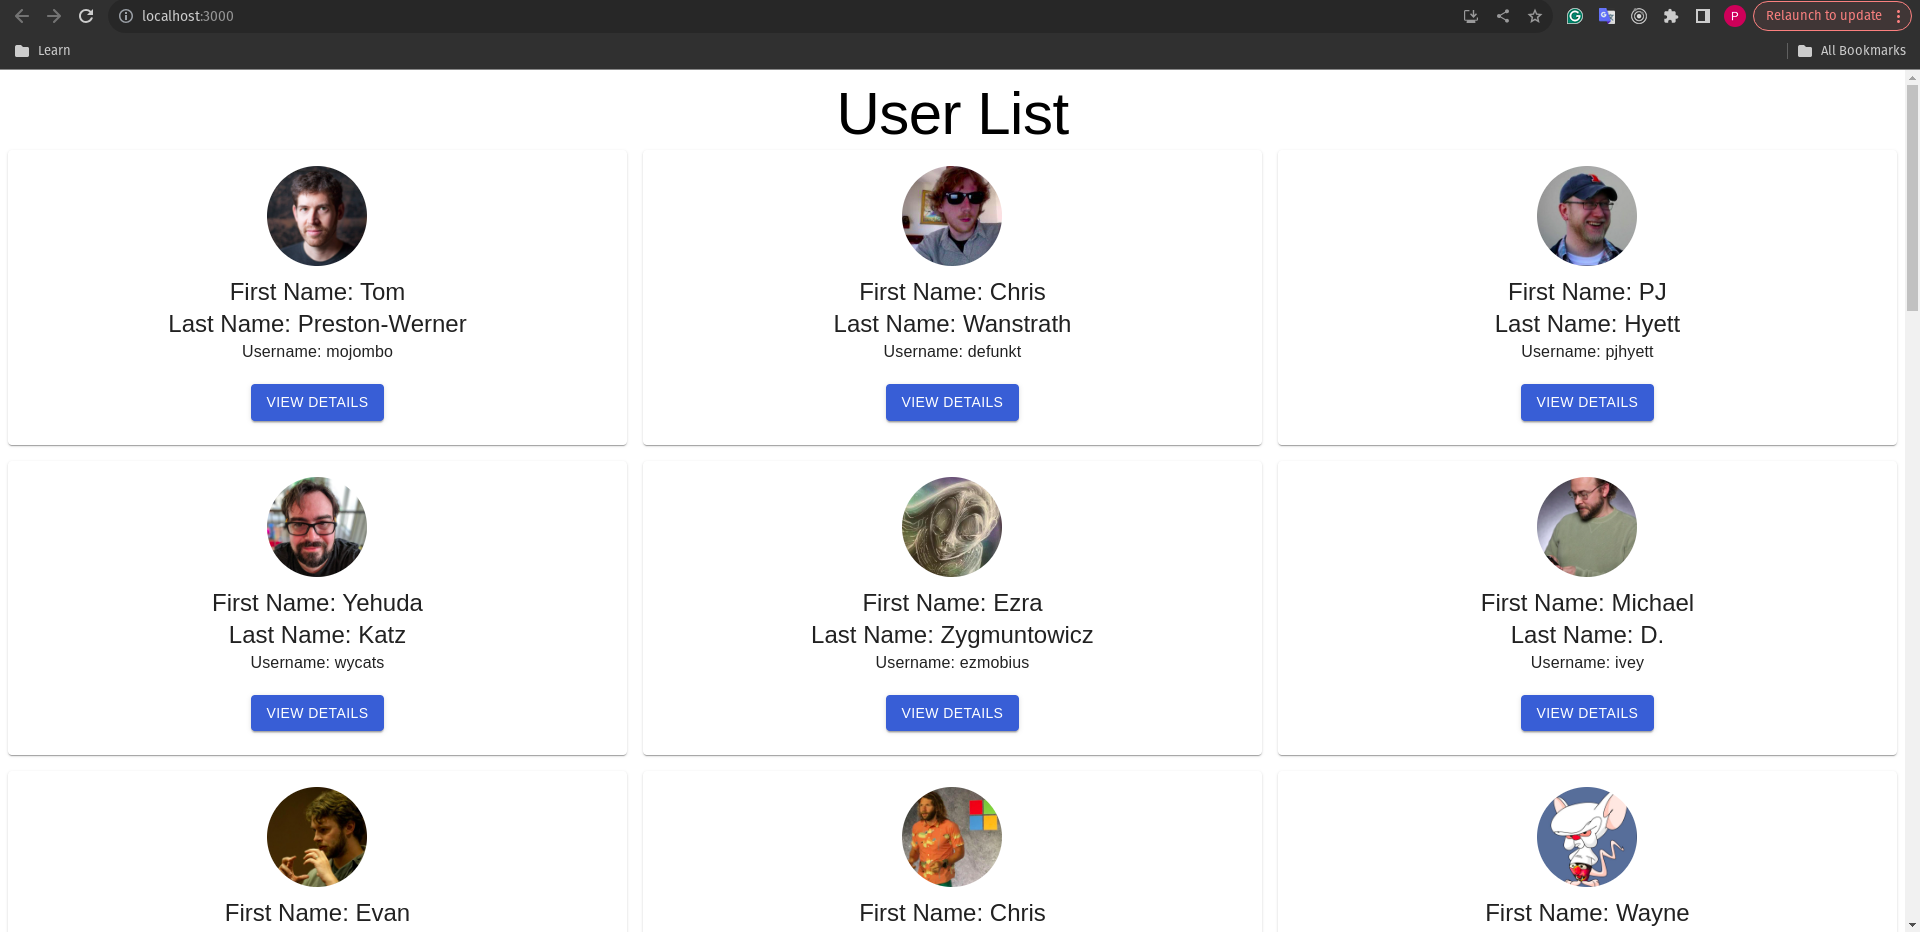 localhost:3000
Relaunch to update
P
Learn
All Bookmarks
User List
First Name: Tom
Last Name: Preston-Werner
Username: mojombo
VIEW DETAILS
First Name: Chris
Last Name: Wanstrath
Username: defunkt
VIEW DETAILS
First Name: PJ
Last Name: Hyett
Username: pjhyett
VIEW DETAILS
First Name: Yehuda
Last Name: Katz
Username: wycats
VIEW DETAILS
First Name: Ezra
Last Name: Zygmuntowicz
Username: ezmobius
VIEW DETAILS
First Name: Michael
Last Name: D.
Username: ivey
VIEW DETAILS
First Name: Evan
First Name: Chris
First Name: Wayne